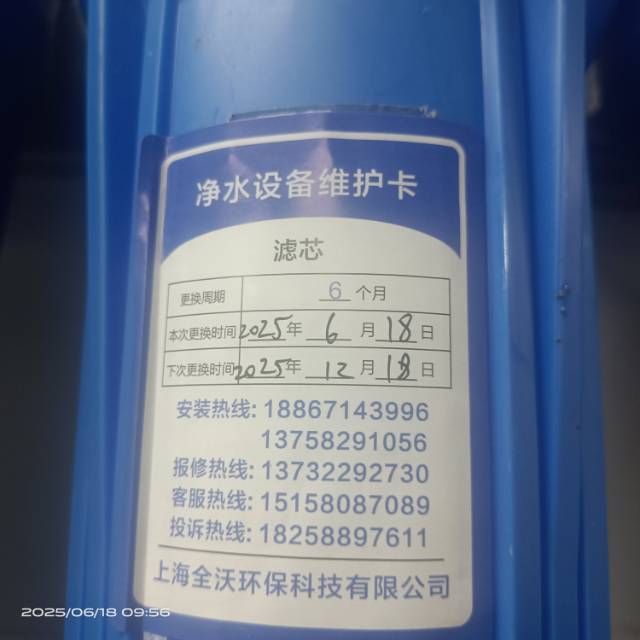 净水设备维护卡
滤芯
更换周期 6 个月
本次更换时间 2025 年 6 月 18 日
下次更换时间 2025 年 12 月 18 日
安装热线: 18867143996
13758291056
报修热线: 13732292730
客服热线: 15158087089
投诉热线: 18258897611
上海全沃环保科技有限公司
2025/06/18 09:56